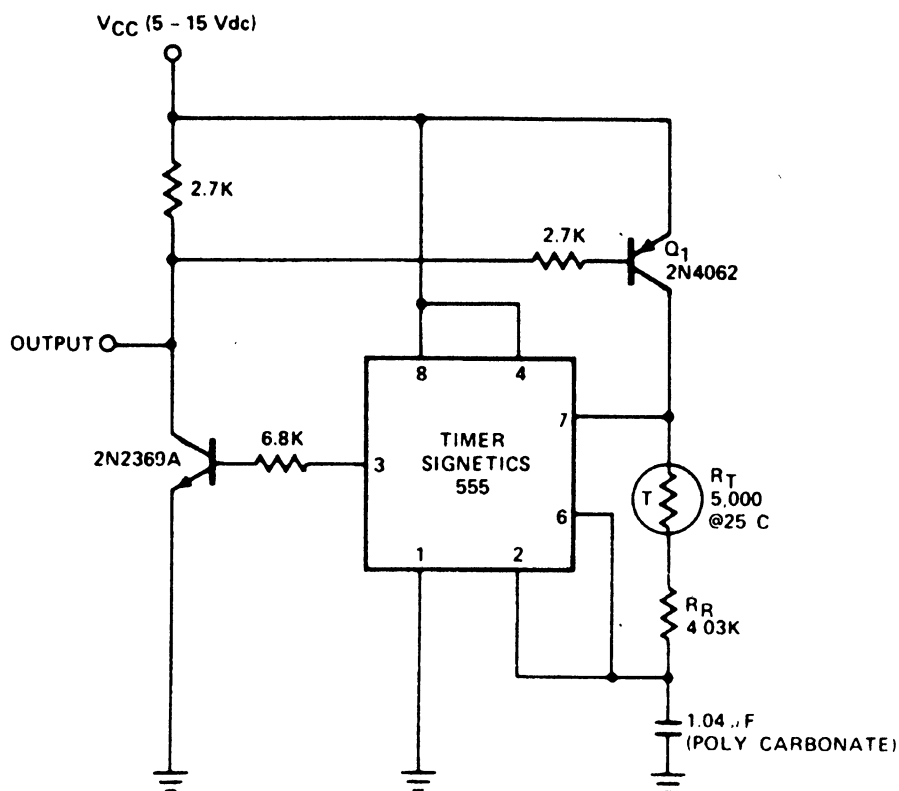 VCC (5 - 15 Vdc)
2.7K
2.7K
Q1
2N4062
OUTPUT
8
4
7
2N2369A
6.8K
3
TIMER
SIGNETICS
555
T
RT
5,000
@25 C
6
1
2
RR
4 03K
1.04 µF
(POLY CARBONATE)